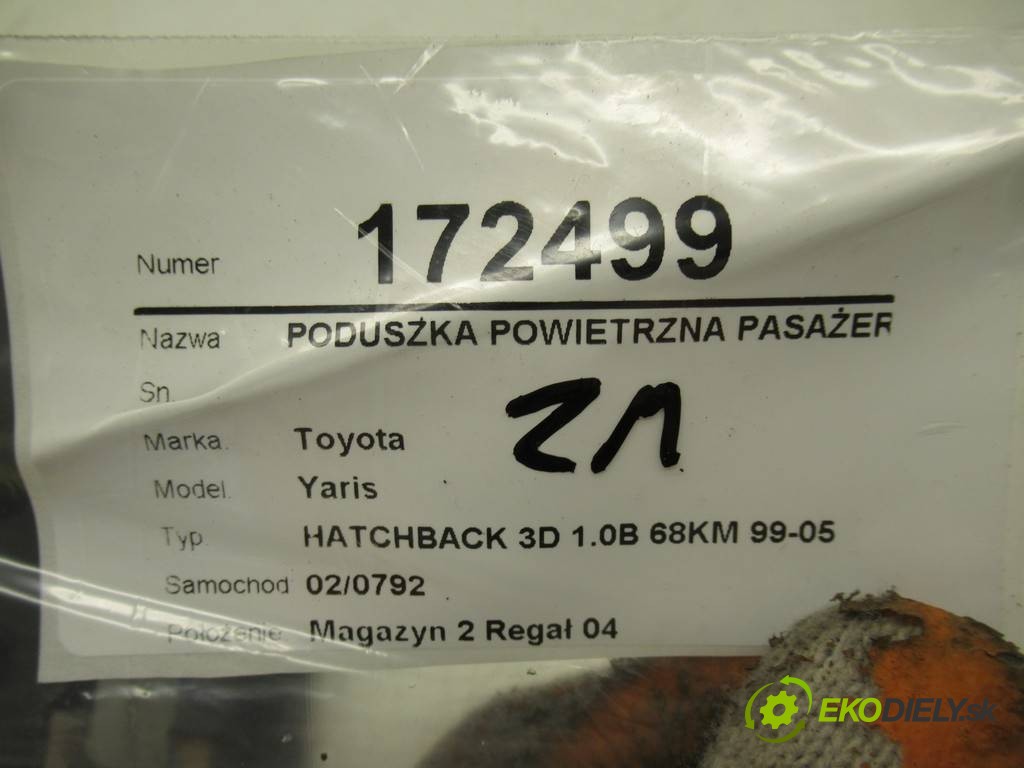 Numer 172499
Nazwa PODUSZKA POWIETRZNA PASAŻER
Sn.
Marka. Toyota
Model. Yaris
Typ HATCHBACK 3D 1.0B 68KM 99-05
Samochod 02/0792
Położenie Magazyn 2 Regał 04
EKODIELY.sk